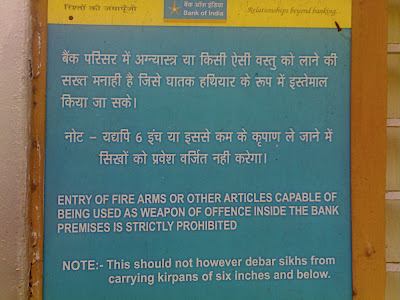 रिश्तों की जमापूँजी
बैंक ऑफ़ इंडिया
Bank of India
Relationships beyond banking.
बैंक परिसर में अग्न्यास्त्र या किसी ऐसी वस्तु को लाने की
सख्त मनाही है जिसे घातक हथियार के रूप में इस्तेमाल
किया जा सके।
नोट – यद्यपि 6 इंच या इससे कम के कृपाण ले जाने में
सिखों को प्रवेश वर्जित नही करेगा।
ENTRY OF FIRE ARMS OR OTHER ARTICLES CAPABLE OF
BEING USED AS WEAPON OF OFFENCE INSIDE THE BANK
PREMISES IS STRICTLY PROHIBITED
NOTE:- This should not however debar sikhs from
carrying kirpans of six inches and below.